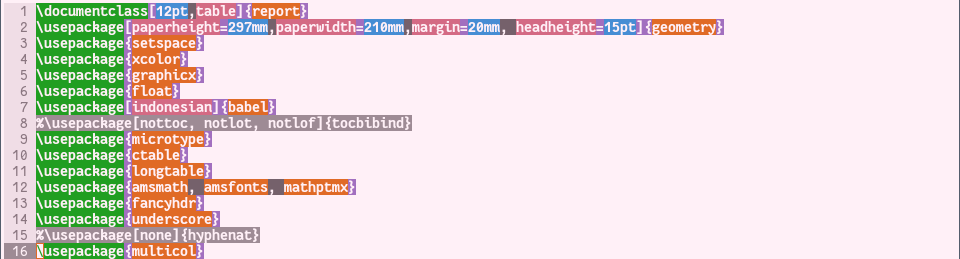 1 \documentclass[12pt,table]{report}
2 \usepackage[paperheight=297mm,paperwidth=210mm,margin=20mm, headheight=15pt]{geometry}
3 \usepackage{setspace}
4 \usepackage{xcolor}
5 \usepackage{graphicx}
6 \usepackage{float}
7 \usepackage[indonesian]{babel}
8 %\usepackage[nottoc, notlot, notlof]{tocbibind}
9 \usepackage{microtype}
10 \usepackage{ctable}
11 \usepackage{longtable}
12 \usepackage{amsmath, amsfonts, mathptmx}
13 \usepackage{fancyhdr}
14 \usepackage{underscore}
15 %\usepackage[none]{hyphenat}
16 \usepackage{multicol}